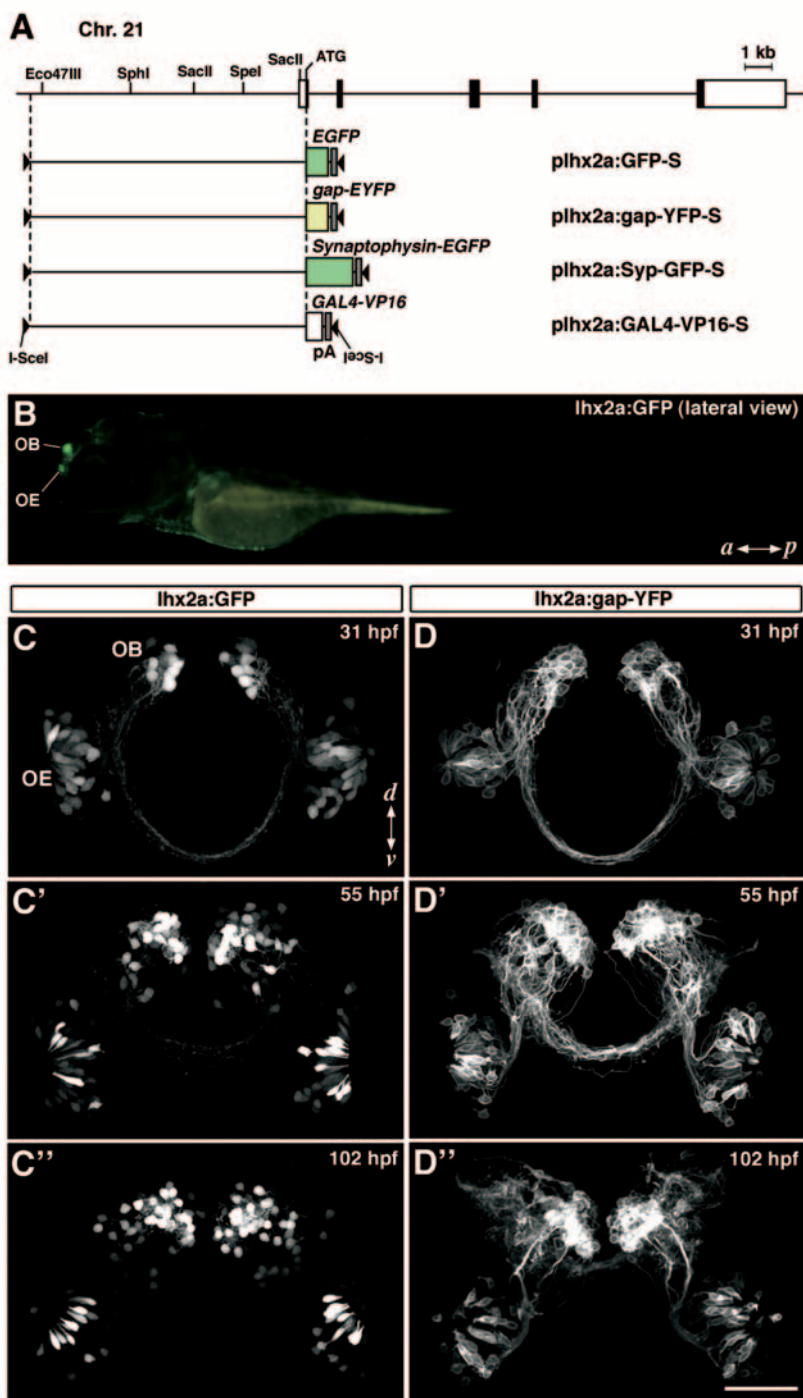 A Chr. 21
SacII ATG
1 kb
Eco47III SphI SacII SpeI
EGFP
plhx2a:GFP-S
gap-EYFP
plhx2a:gap-YFP-S
Synaptophysin-EGFP
plhx2a:Syp-GFP-S
GAL4-VP16
plhx2a:GAL4-VP16-S
I-SceI pA I-SceI
B lhx2a:GFP (lateral view)
OB
OE
a p
lhx2a:GFP lhx2a:gap-YFP
C OB 31 hpf D 31 hpf
OE
d
v
C' 55 hpf D' 55 hpf
C'' 102 hpf D'' 102 hpf